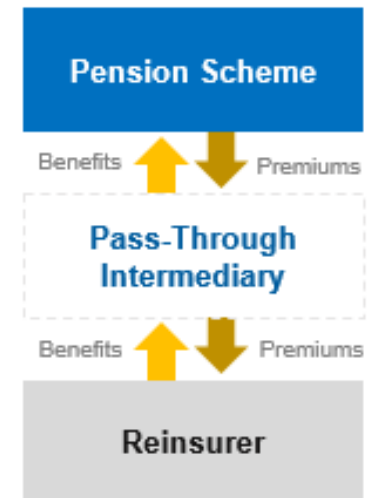 Pension Scheme
Benefits
Premiums
Pass-Through
Intermediary
Benefits
Premiums
Reinsurer